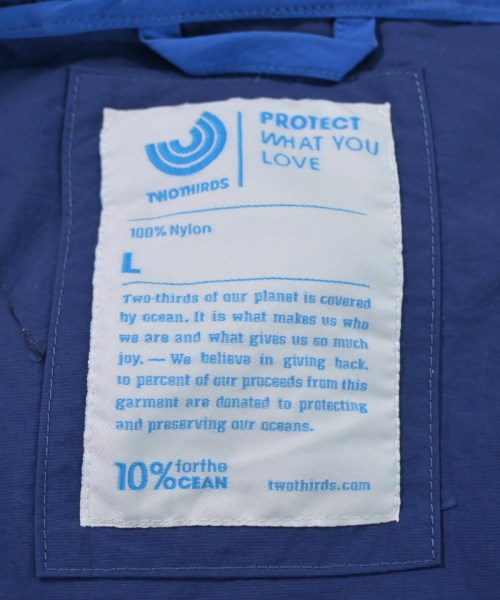 TWOTHIRDS
PROTECT
WHAT YOU
LOVE
100% Nylon
L
Two-thirds of our planet is covered
by ocean. It is what makes us who
we are and what gives us so much
joy. — We believe in giving back.
10 percent of our proceeds from this
garment are donated to protecting
and preserving our oceans.
10% for the
OCEAN
twothirds.com